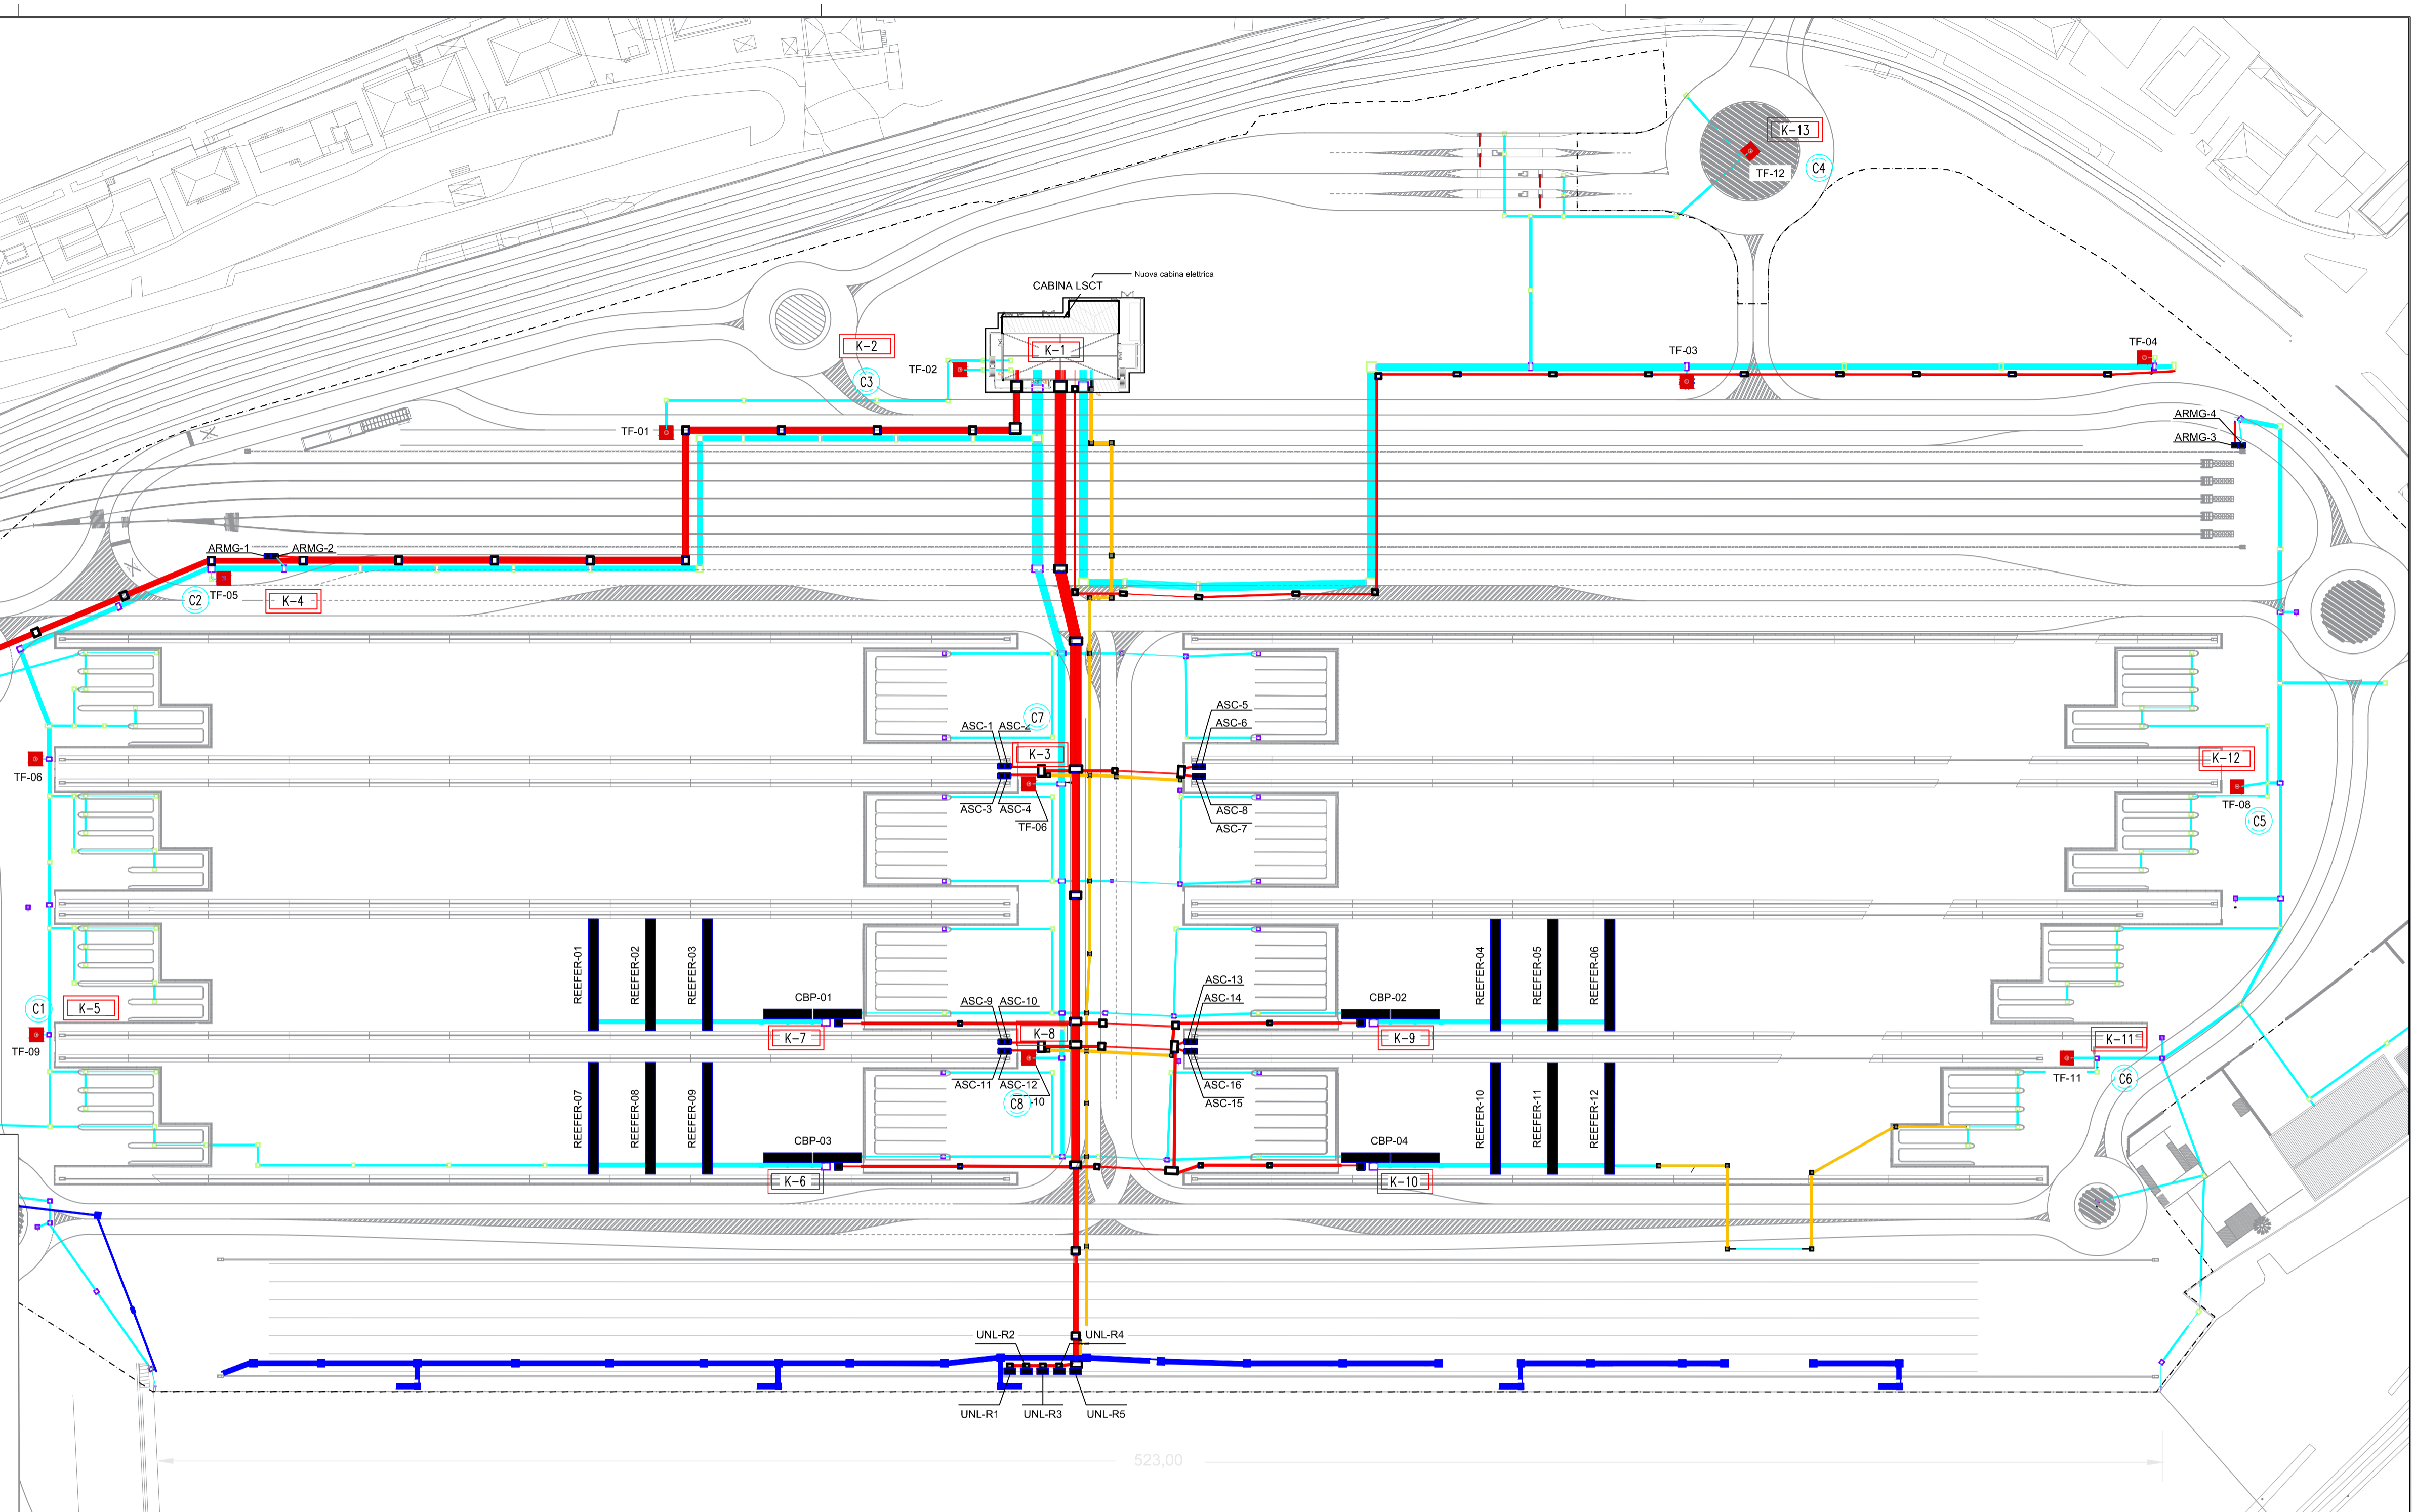 K-13
C4
TF-12
Nuova cabina elettrica
CABINA LSCT
K-2
K-1
TF-03
TF-04
TF-02
C3
ARMG-4
TF-01
ARMG-3
ARMG-1
ARMG-2
TF-05
C2
K-4
ASC-5
C7
ASC-1
ASC-2
ASC-6
K-3
K-12
TF-06
ASC-3
ASC-4
ASC-8
TF-08
TF-06
ASC-7
C5
REEFER-01
REEFER-02
REEFER-03
REEFER-04
REEFER-05
REEFER-06
ASC-13
CBP-01
ASC-9
ASC-10
ASC-14
CBP-02
C1
K-5
K-7
K-8
K-9
K-11
TF-09
TF-11
C6
ASC-11
ASC-12
ASC-16
C8
-10
ASC-15
REEFER-07
REEFER-08
REEFER-09
REEFER-10
REEFER-11
REEFER-12
CBP-03
CBP-04
K-6
K-10
UNL-R2
UNL-R4
UNL-R1
UNL-R3
UNL-R5
523,00